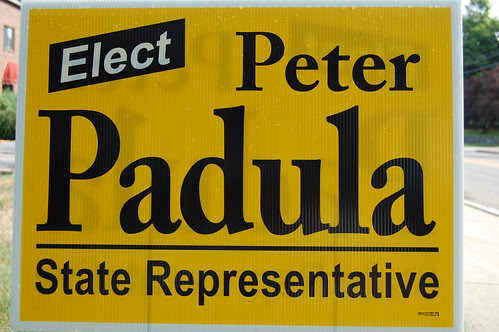 Elect
Peter
Padula
State Representative